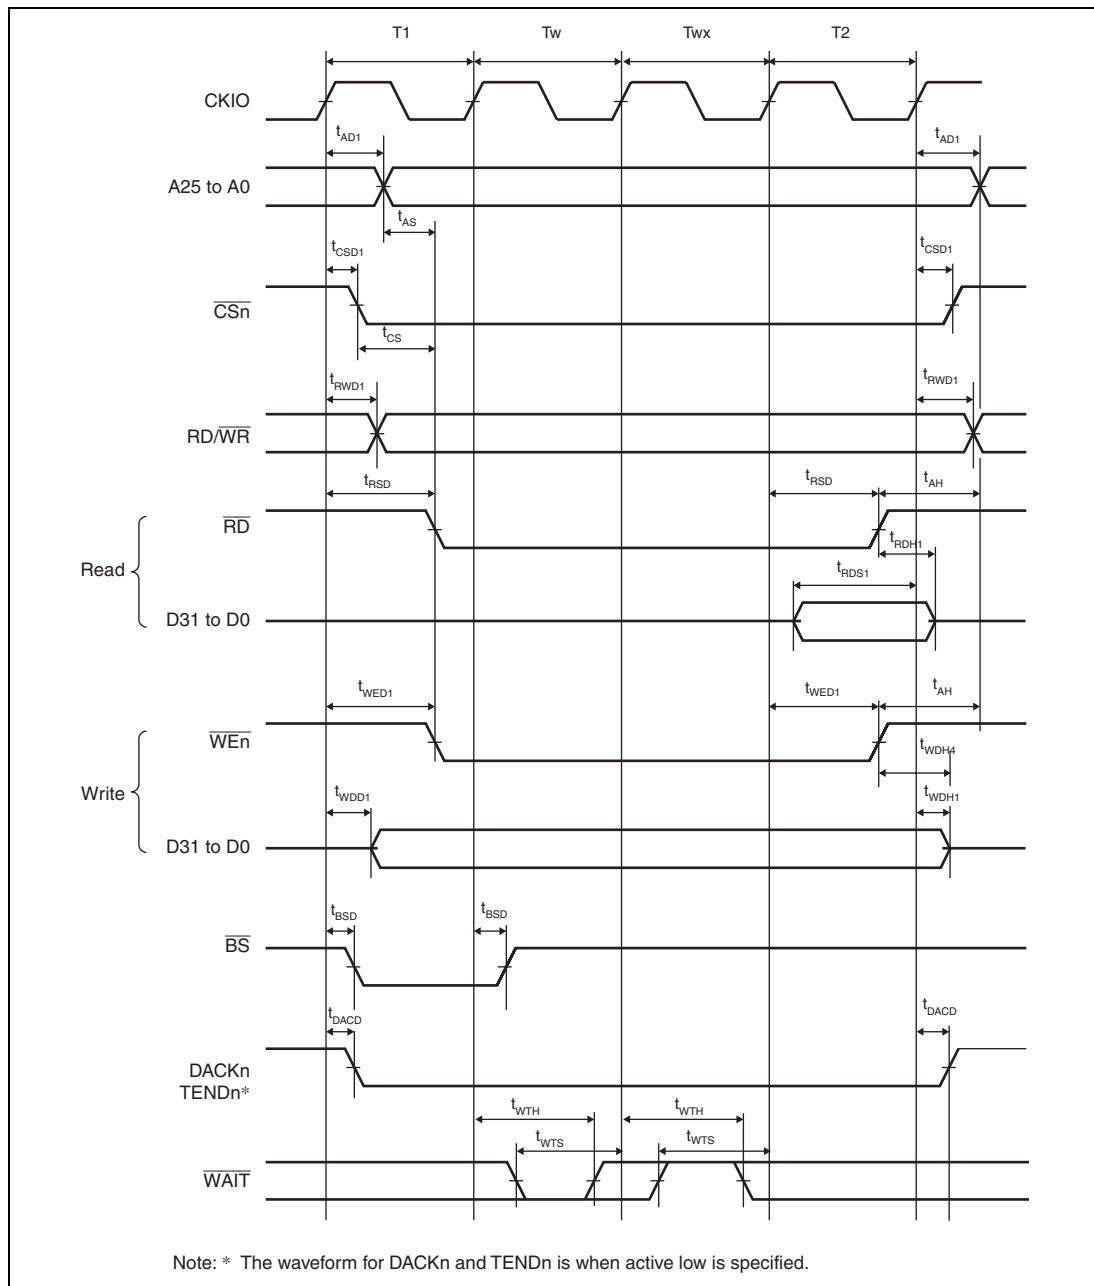 T1 Tw Twx T2
CKIO
tAD1 tAD1
A25 to A0
tAS
tCSD1 tCSD1
CSn
tCS
tRWD1 tRWD1
RD/WR
tRSD tRSD tAH
RD
tRDH1
Read
tRDS1
D31 to D0
tWED1 tWED1 tAH
WEn
tWDH4
Write
tWDD1 tWDH1
D31 to D0
tBSD tBSD
BS
tDACD tDACD
DACKn
TENDn*
tWTH tWTH
tWTS tWTS
WAIT
Note: * The waveform for DACKn and TENDn is when active low is specified.